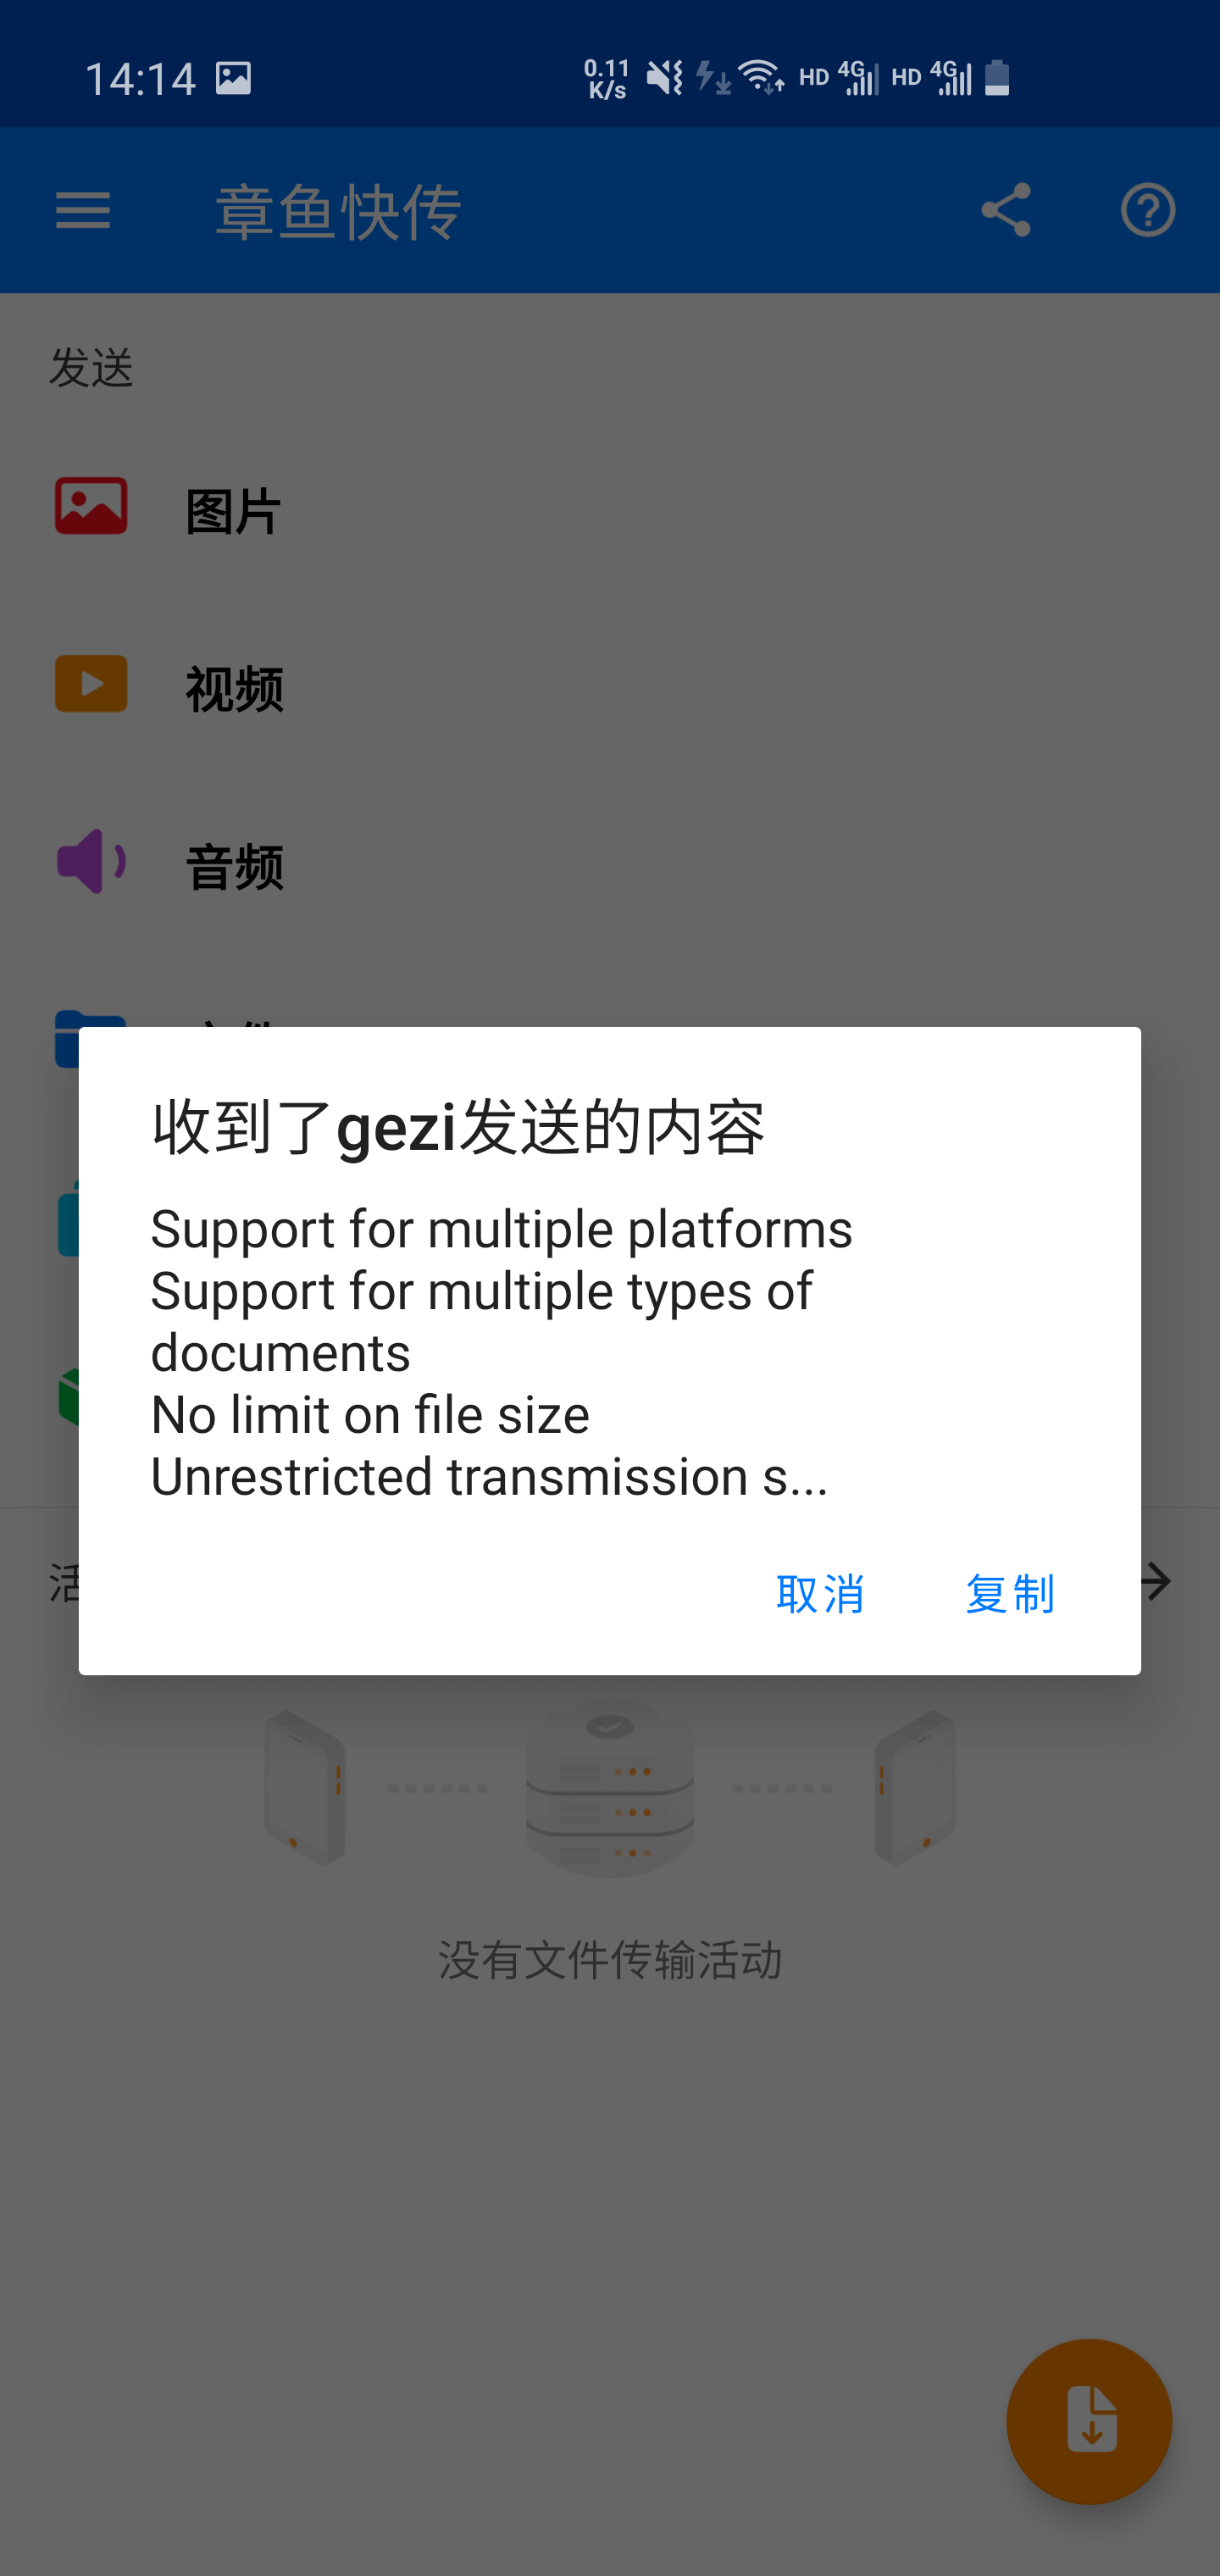 14:14
0.11
K/s
HD 4G HD 4G
章鱼快传
发送
图片
视频
音频
收到了gezi发送的内容
Support for multiple platforms
Support for multiple types of
documents
No limit on file size
Unrestricted transmission s...
取消 复制
没有文件传输活动